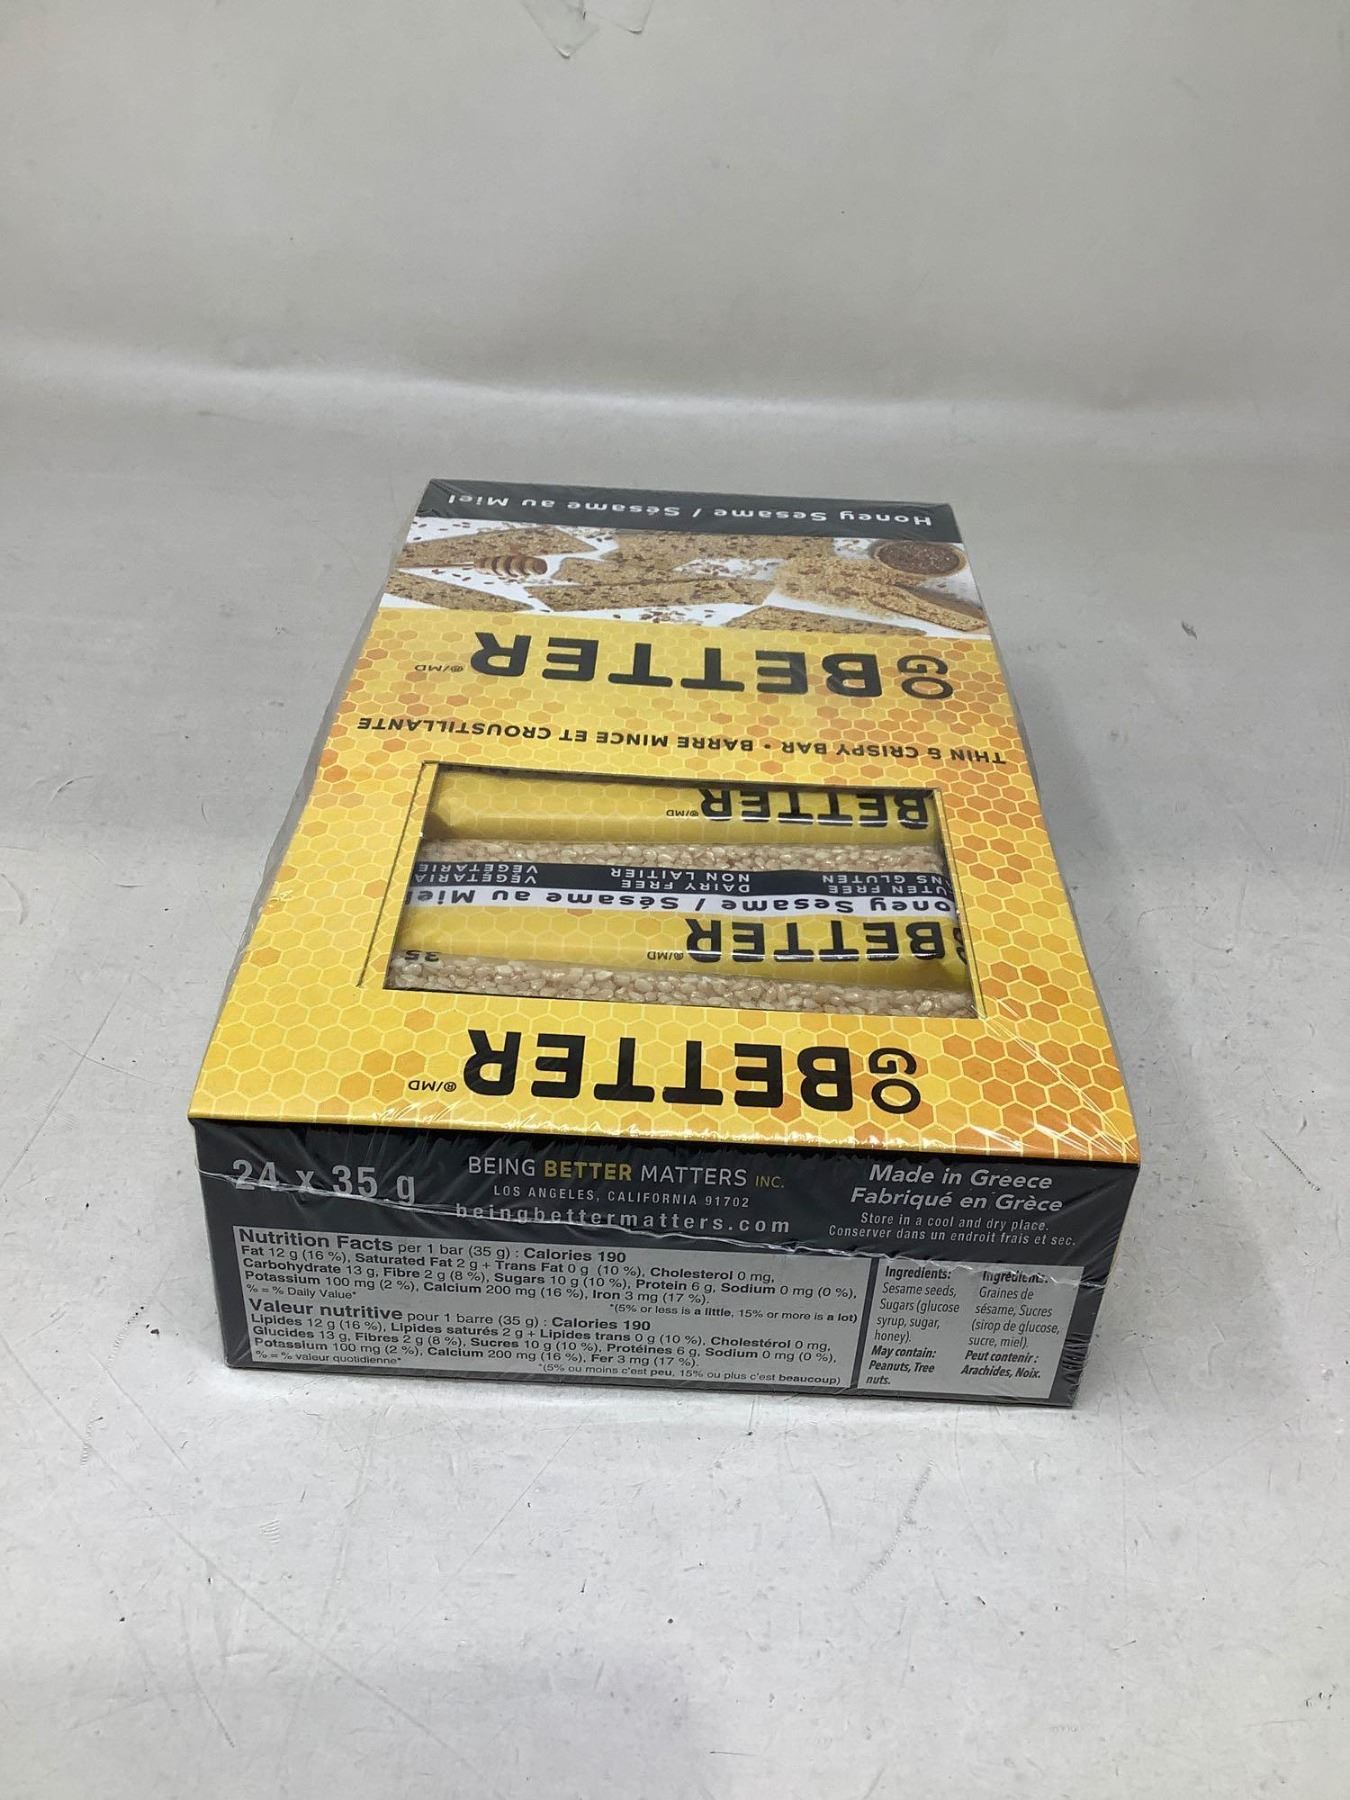 Honey Sesame / Sésame au Miel
GO BETTER ®/MD
THIN & CRISPY BAR • BARRE MINCE ET CROUSTILLANTE
BETTER ®/MD
DAIRY FREE
NON LAITIER
oney Sesame / Sésame au Mie
BETTER ®/MD
35
GO BETTER ®/MD
24 x 35 g
BEING BETTER MATTERS INC.
LOS ANGELES, CALIFORNIA 91702
beingbettermatters.com
Made in Greece
Fabriqué en Grèce
Store in a cool and dry place.
Conserver dans un endroit frais et sec.
Nutrition Facts per 1 bar (35 g) : Calories 190
Fat 12 g (16 %), Saturated Fat 2 g + Trans Fat 0 g (10 %), Cholesterol 0 mg,
Carbohydrate 13 g, Fibre 2 g (8 %), Sugars 10 g (10 %), Protein 6 g, Sodium 0 mg (0 %),
Potassium 100 mg (2 %), Calcium 200 mg (16 %), Iron 3 mg (17 %).
% = % Daily Value* *(5% or less is a little, 15% or more is a lot)
Valeur nutritive pour 1 barre (35 g) : Calories 190
Lipides 12 g (16 %), Lipides saturés 2 g + Lipides trans 0 g (10 %), Cholestérol 0 mg,
Glucides 13 g, Fibres 2 g (8 %), Sucres 10 g (10 %), Protéines 6 g, Sodium 0 mg (0 %),
Potassium 100 mg (2 %), Calcium 200 mg (16 %), Fer 3 mg (17 %).
% = % valeur quotidienne* *(5% ou moins c'est peu, 15% ou plus c'est beaucoup)
Ingredients:
Sesame seeds,
Sugars (glucose
syrup, sugar,
honey).
May contain:
Peanuts, Tree
nuts.
Ingrédients:
Graines de
sésame, Sucres
(sirop de glucose,
sucre, miel).
Peut contenir :
Arachides, Noix.